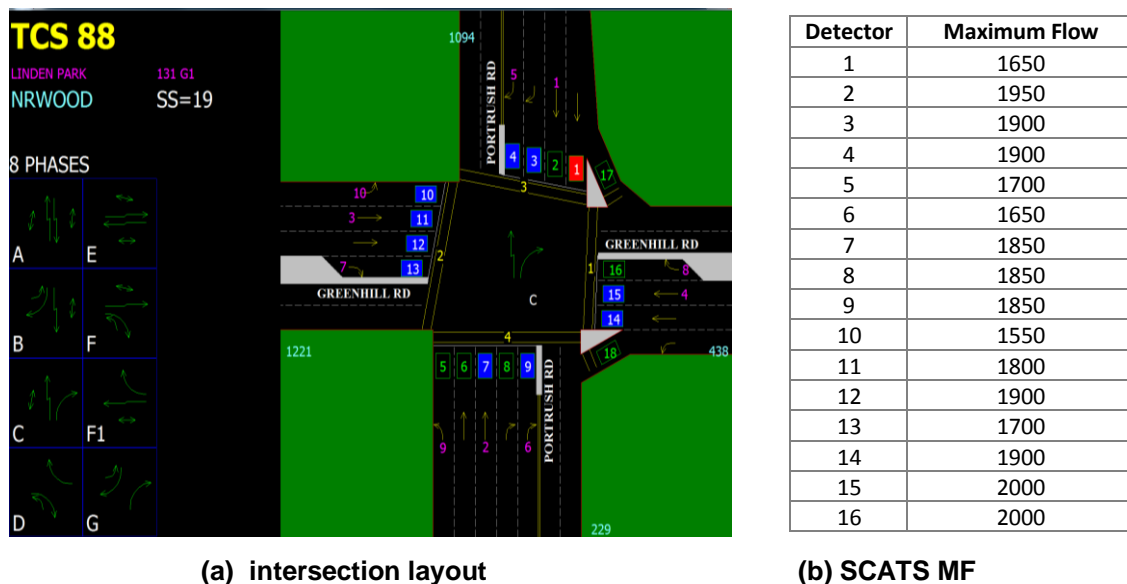 TCS 88
LINDEN PARK 131 G1
NRWOOD SS=19
8 PHASES
A E
B F
C F1
D G
1094
PORTRUSH RD
5 1
4 3 2 1 17
3
10 10
3 11
12
7 13
2
GREENHILL RD
C
1
GREENHILL RD
16 8
15 4
14
4
18
438
1221
5 6 7 8 9
9 2 6
PORTRUSH RD
229
(a) intersection layout
Detector Maximum Flow
1 1650
2 1950
3 1900
4 1900
5 1700
6 1650
7 1850
8 1850
9 1850
10 1550
11 1800
12 1900
13 1700
14 1900
15 2000
16 2000
(b) SCATS MF